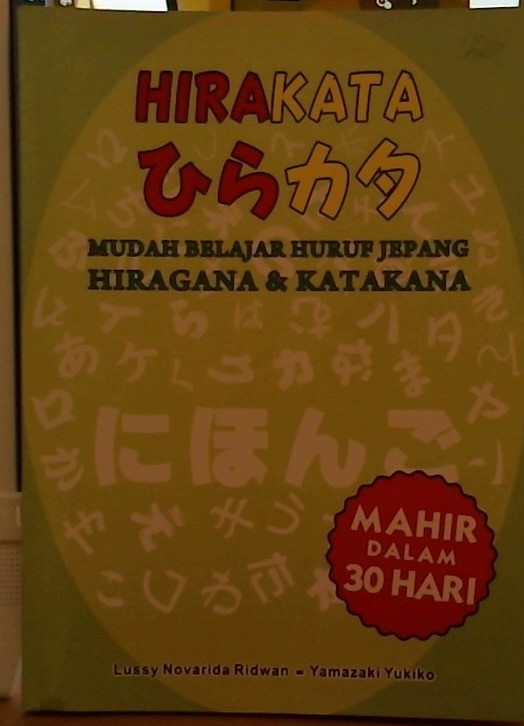 HIRAKATA
ひらカタ
MUDAH BELAJAR HURUF JEPANG
HIRAGANA & KATAKANA
にほんご
MAHIR
DALAM
30 HARI
Lussy Novarida Ridwan - Yamazaki Yukiko